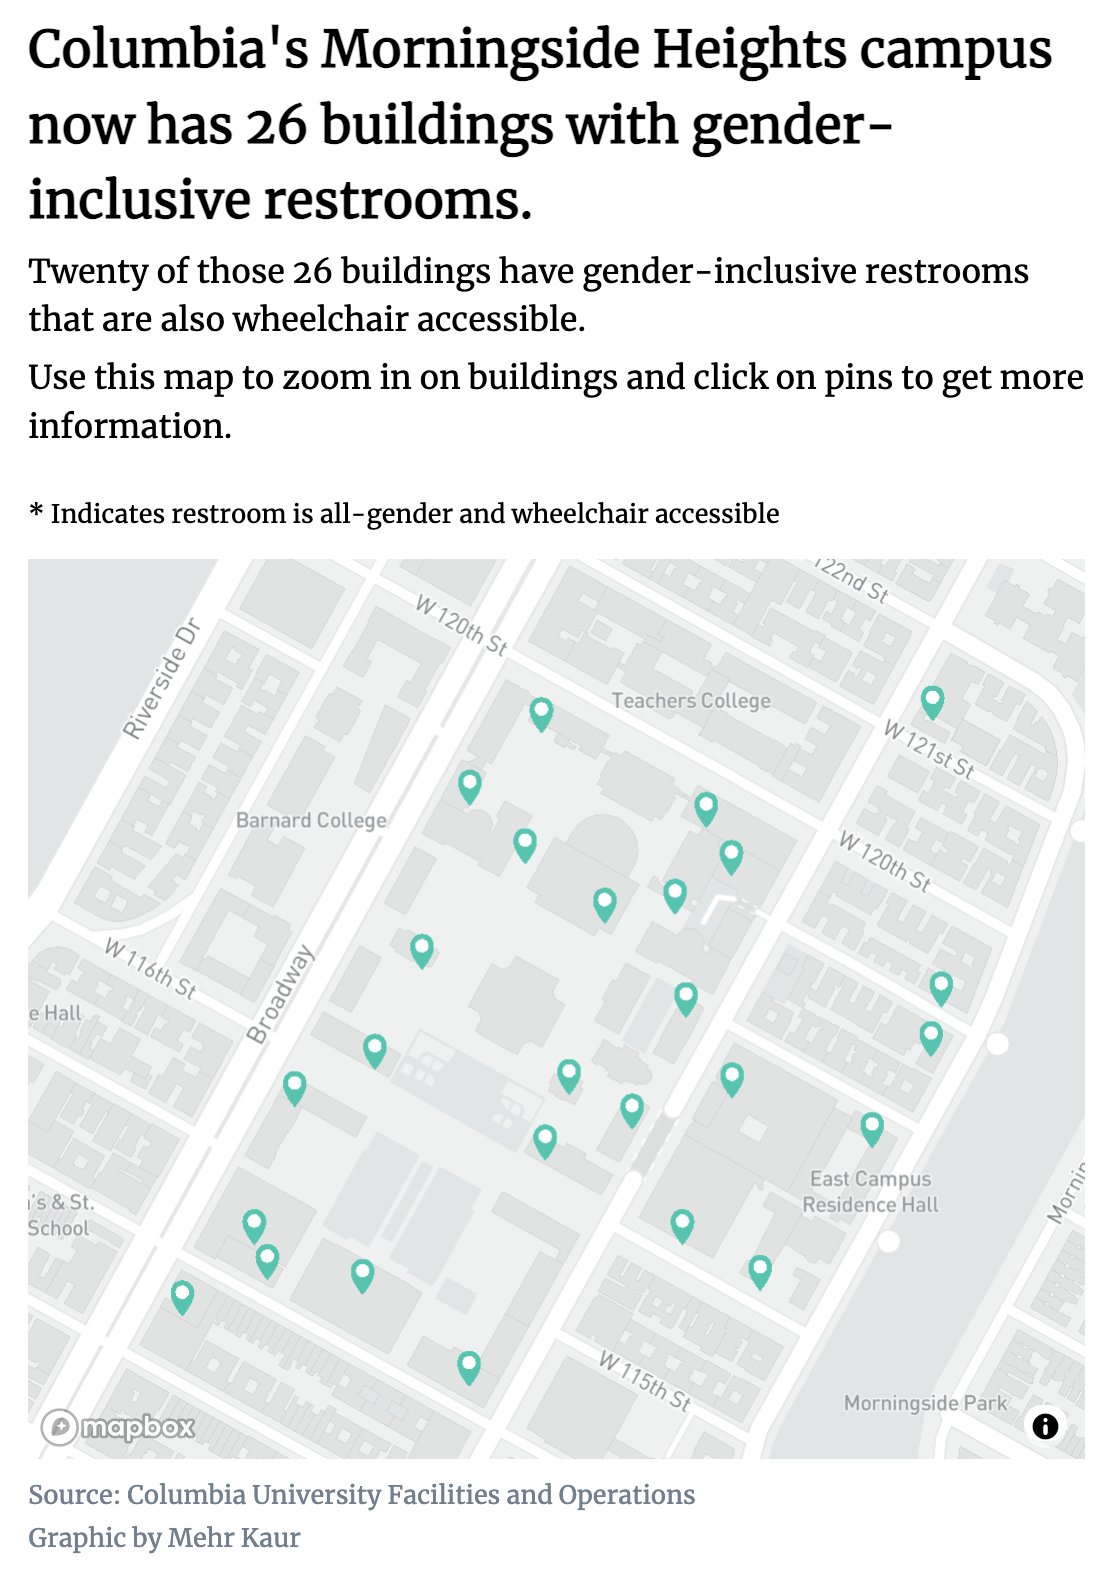 Columbia's Morningside Heights campus
now has 26 buildings with gender-
inclusive restrooms.
Twenty of those 26 buildings have gender-inclusive restrooms
that are also wheelchair accessible.
Use this map to zoom in on buildings and click on pins to get more
information.
* Indicates restroom is all-gender and wheelchair accessible
122nd St
W 120th St
Riverside Dr
Teachers College
W 121st St
Barnard College
W 120th St
W 116th St
Broadway
e Hall
East Campus
Residence Hall
's & St.
School
Mornin
W 115th St
Morningside Park
mapbox
Source: Columbia University Facilities and Operations
Graphic by Mehr Kaur